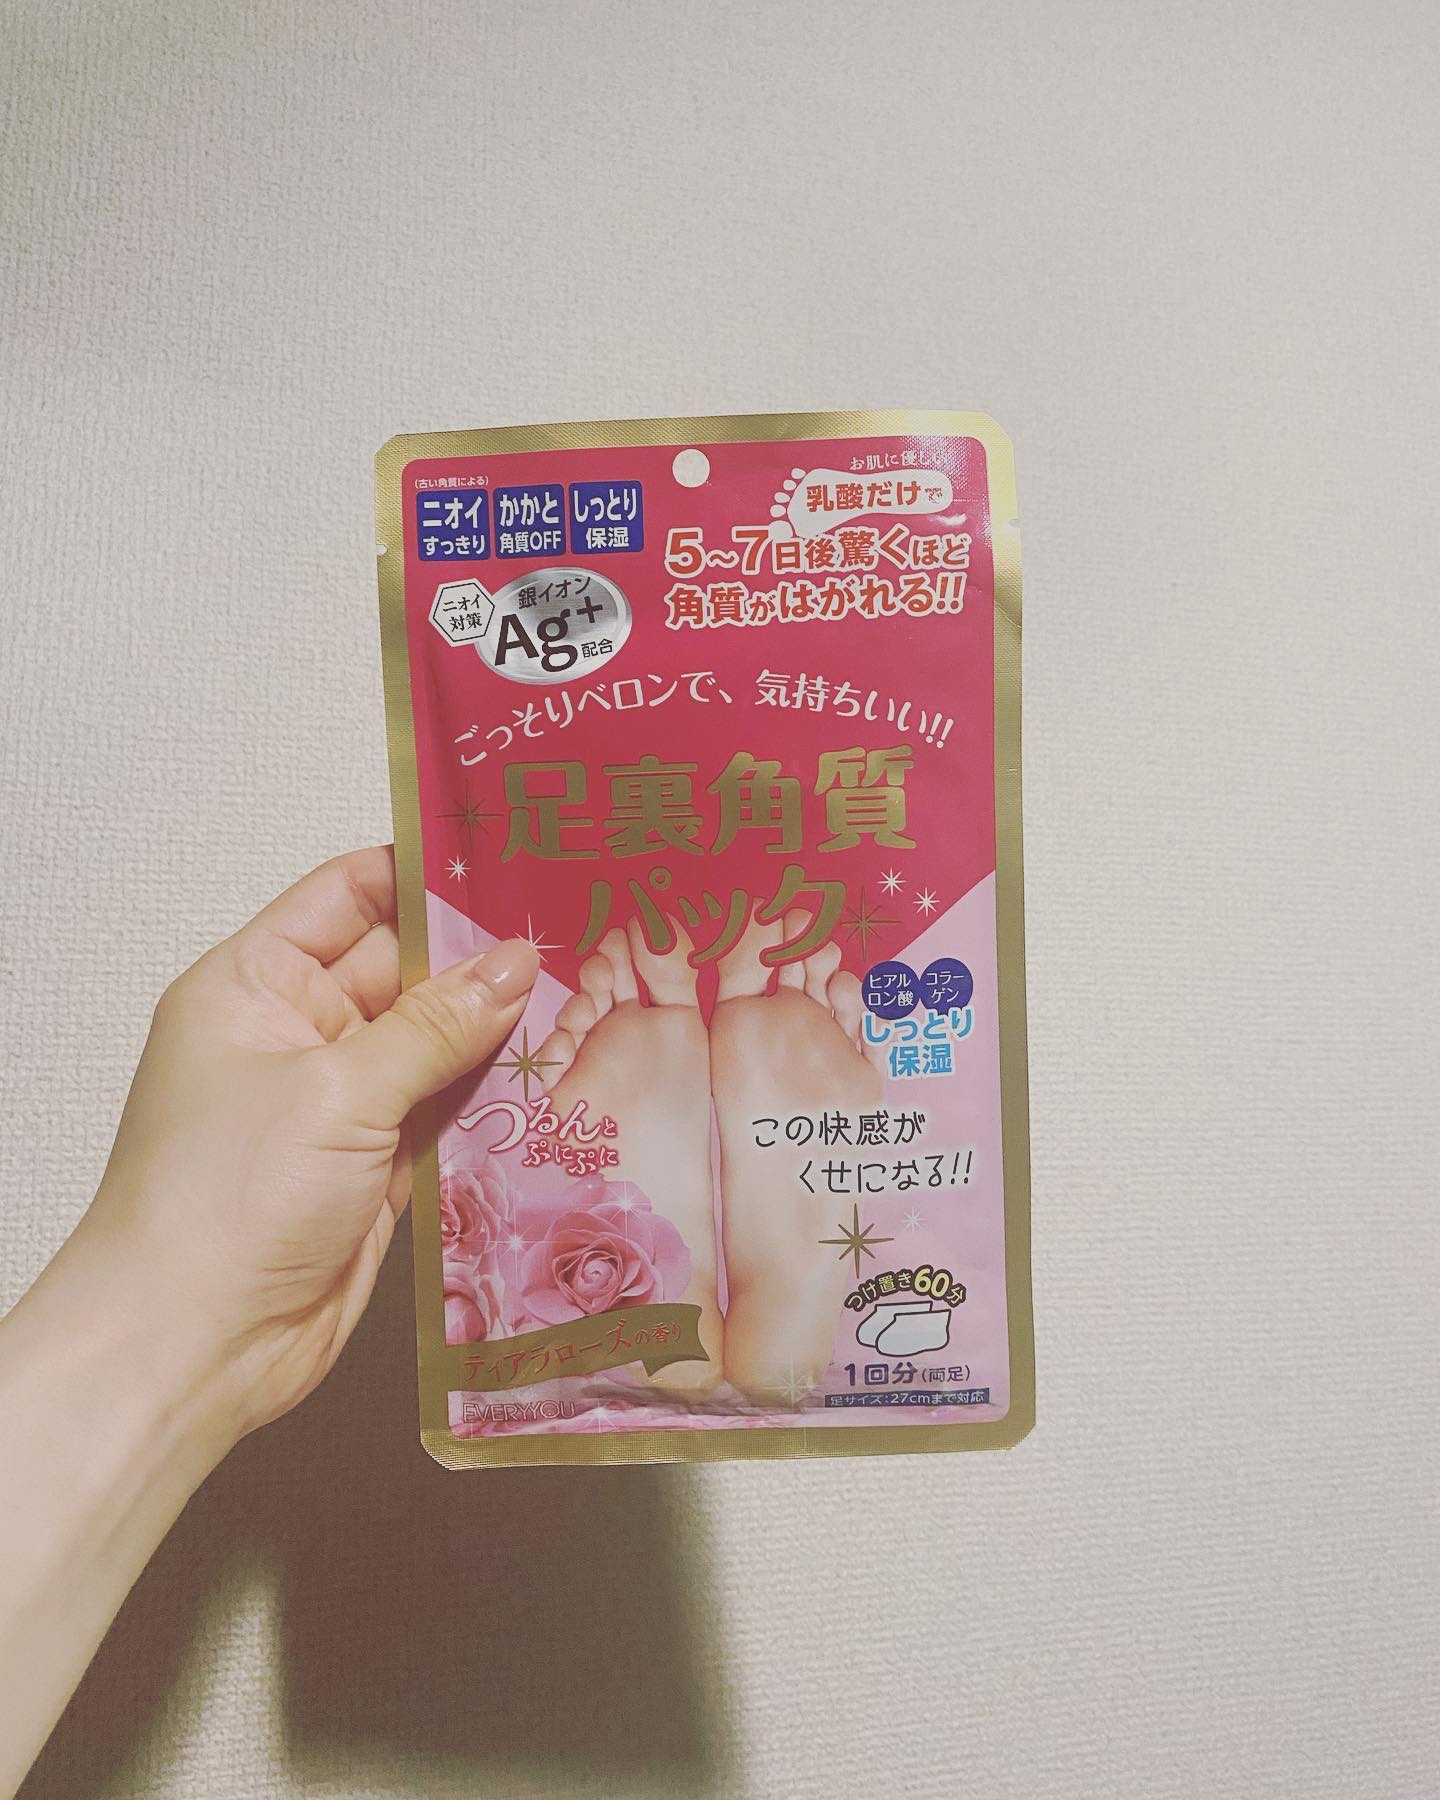 (古い角質による)
ニオイ
すっきり
かかと
角質OFF
しっとり
保湿
お肌に優しい
乳酸だけで
5~7日後驚くほど
角質がはがれる!!
ニオイ
対策
銀イオン
Ag+
配合
ごっそりベロンで、気持ちいい!!
足裏角質
パック
ヒアル
ロン酸
コラー
ゲン
しっとり
保湿
つるんと
ぷにぷに
この快感が
くせになる!!
つけ置き60分
ティアラローズの香り
1回分(両足)
足サイズ:27cmまで対応
EVERYYOU